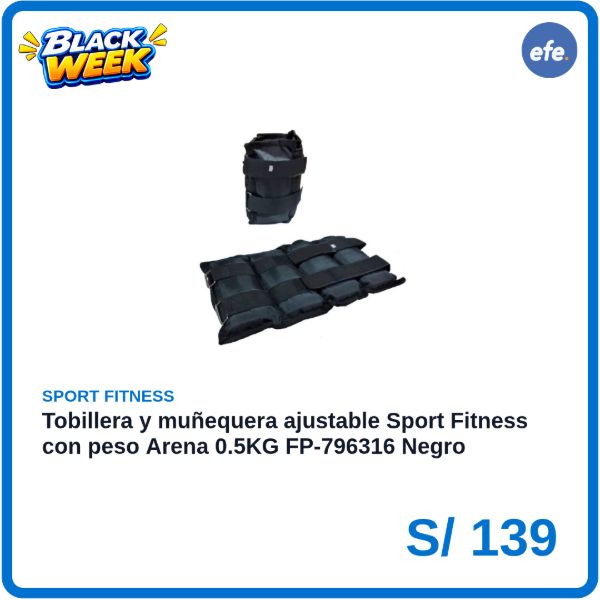 BLACK
WEEK
efe.
SPORT FITNESS
Tobillera y muñequera ajustable Sport Fitness
con peso Arena 0.5KG FP-796316 Negro
S/ 139